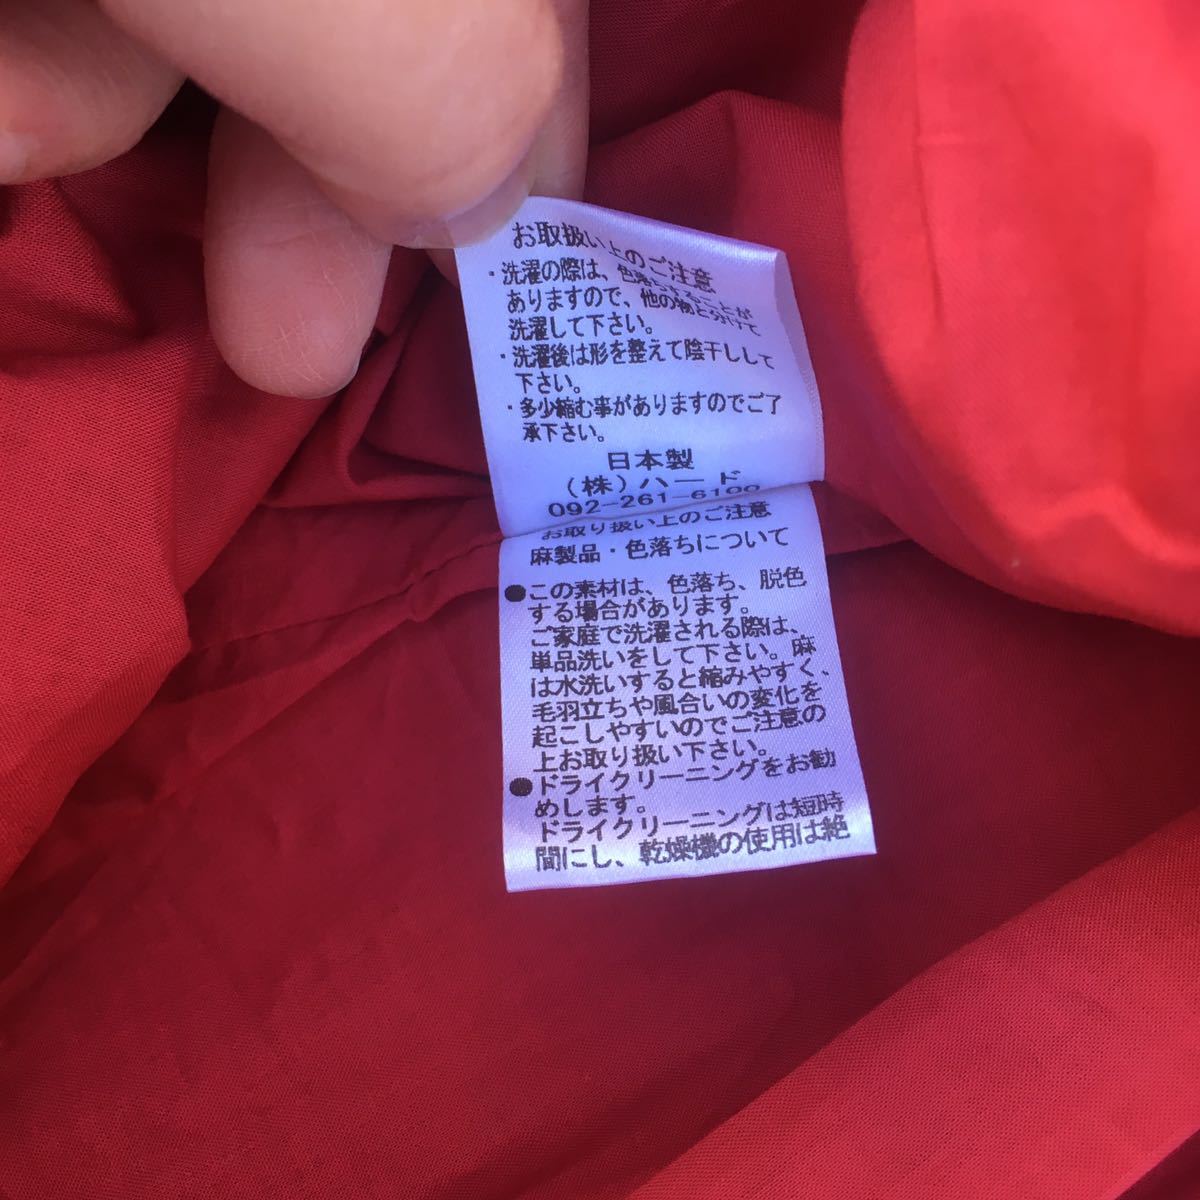 お取扱い上のご注意
・洗濯の際は、色落ちすることが
ありますので、他の物と分けて
洗濯して下さい。
・洗濯後は形を整えて陰干しして
下さい。
・多少縮む事がありますのでご了
承下さい。
日本製
（株）ハード
092-261-6100
お取り扱い上のご注意
麻製品・色落ちについて
●この素材は、色落ち、脱色
する場合があります。
ご家庭で洗濯される際は、
単品洗いをして下さい。麻
は水洗いすると縮みやすく、
毛羽立ちや風合いの変化を
起こしやすいのでご注意の
上お取り扱い下さい。
●ドライクリーニングをお勧
めします。
ドライクリーニングは短時
間にし、乾燥機の使用は絶